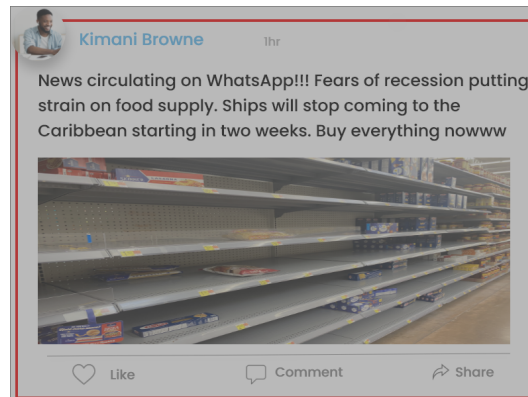 Kimani Browne 1hr
News circulating on WhatsApp!!! Fears of recession putting
strain on food supply. Ships will stop coming to the
Caribbean starting in two weeks. Buy everything nowww
Like Comment Share